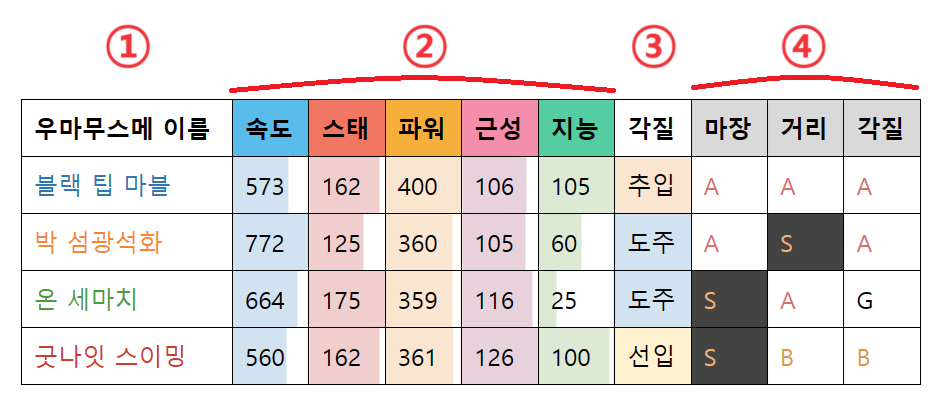 ① ② ③ ④
우마무스메 이름 속도 스태 파워 근성 지능 각질 마장 거리 각질
블랙 팁 마블 573 162 400 106 105 추입 A A A
박 섬광석화 772 125 360 105 60 도주 A S A
온 세마치 664 175 359 116 25 도주 S A G
굿나잇 스이밍 560 162 361 126 100 선입 S B B